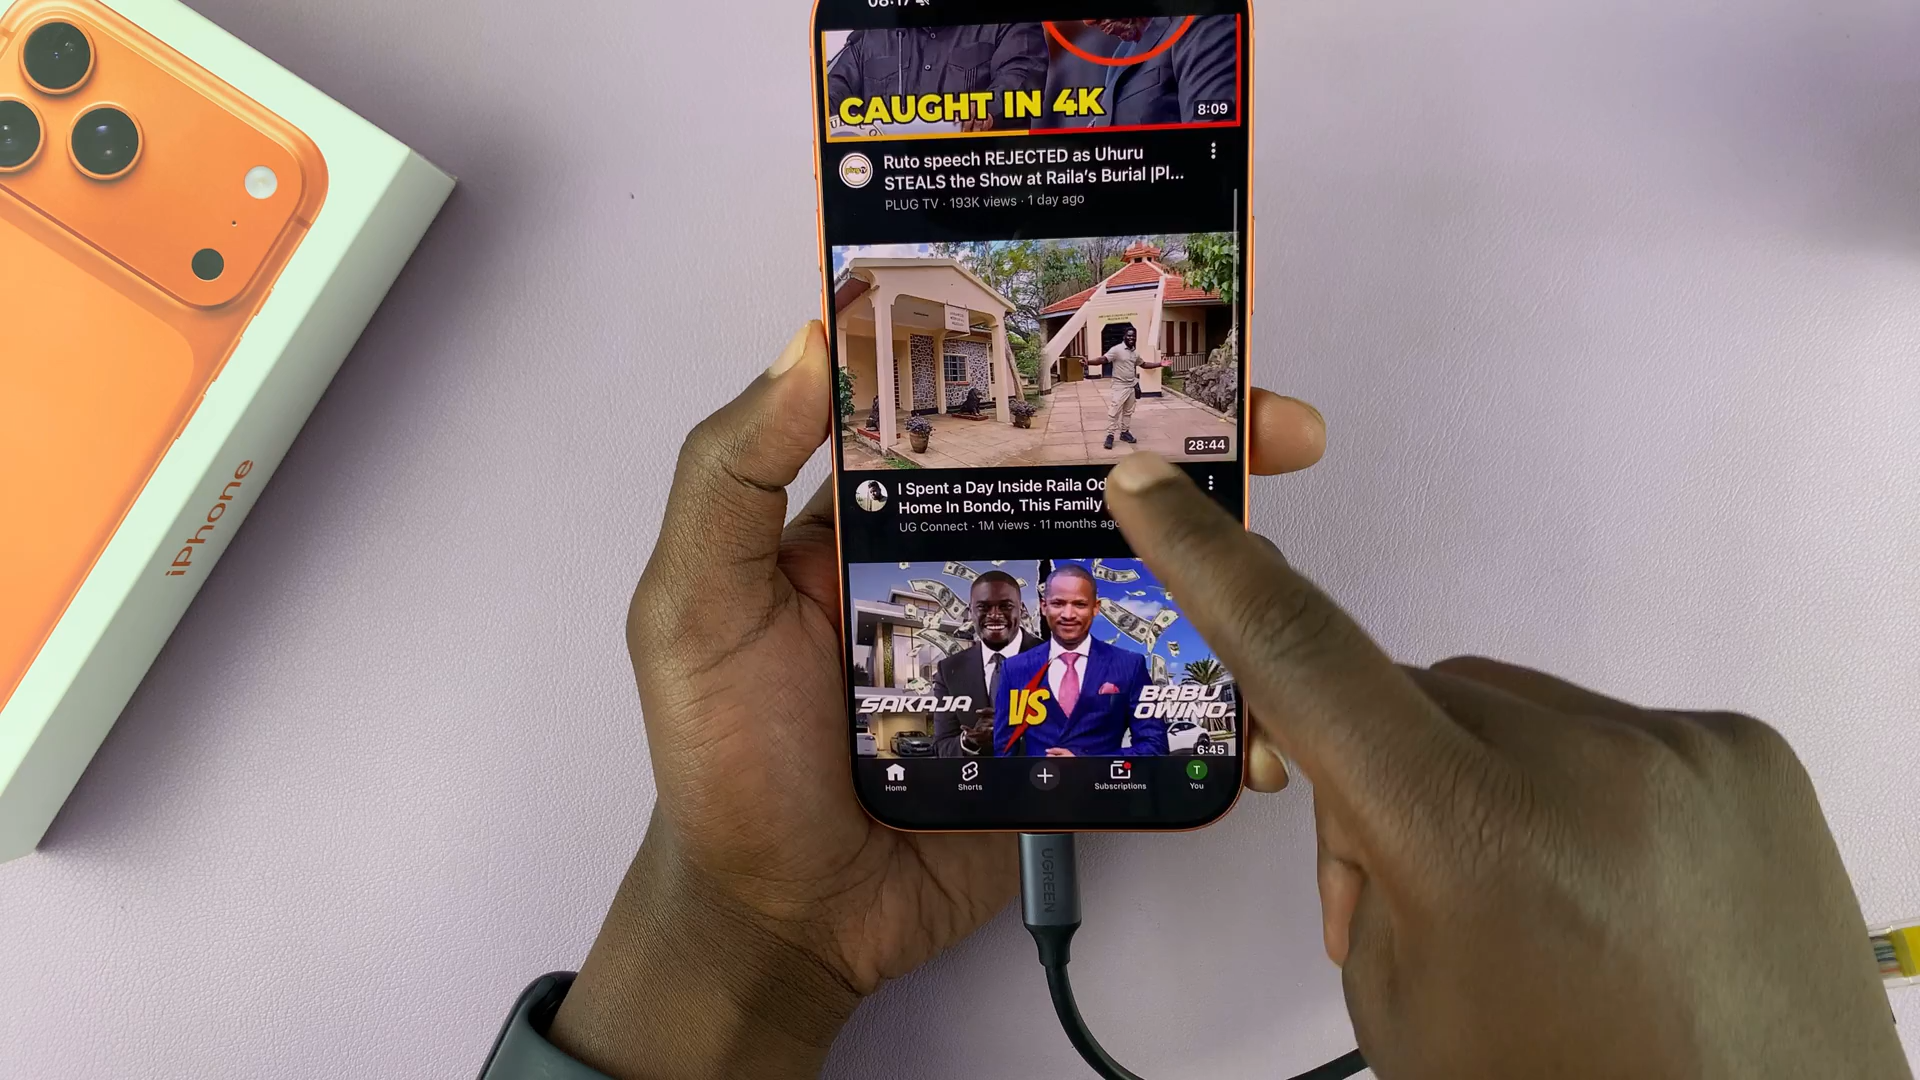 08:17
CAUGHT IN 4K
8:09
Ruto speech REJECTED as Uhuru
STEALS the Show at Raila's Burial |Pl...
PLUG TV · 193K views · 1 day ago
28:44
I Spent a Day Inside Raila Od
Home In Bondo, This Family
UG Connect · 1M views · 11 months ago
SAKAJA
VS
BABU
OWINO
6:45
Home
Shorts
Subscriptions
T
You
iPhone
UGREEN